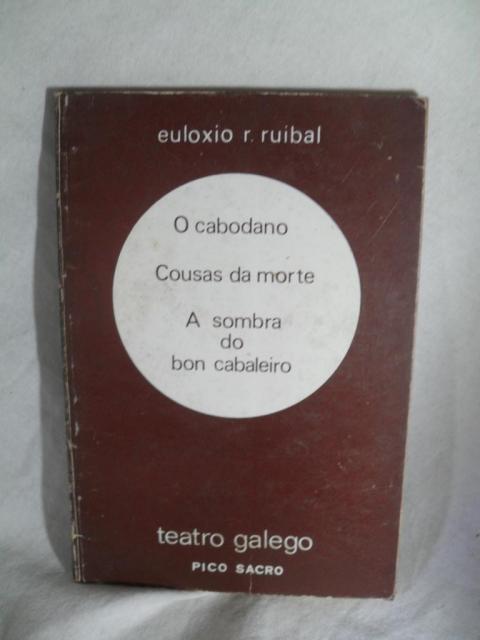 euloxio r. ruibal
O cabodano
Cousas da morte
A sombra
do
bon cabaleiro
teatro galego
PICO SACRO